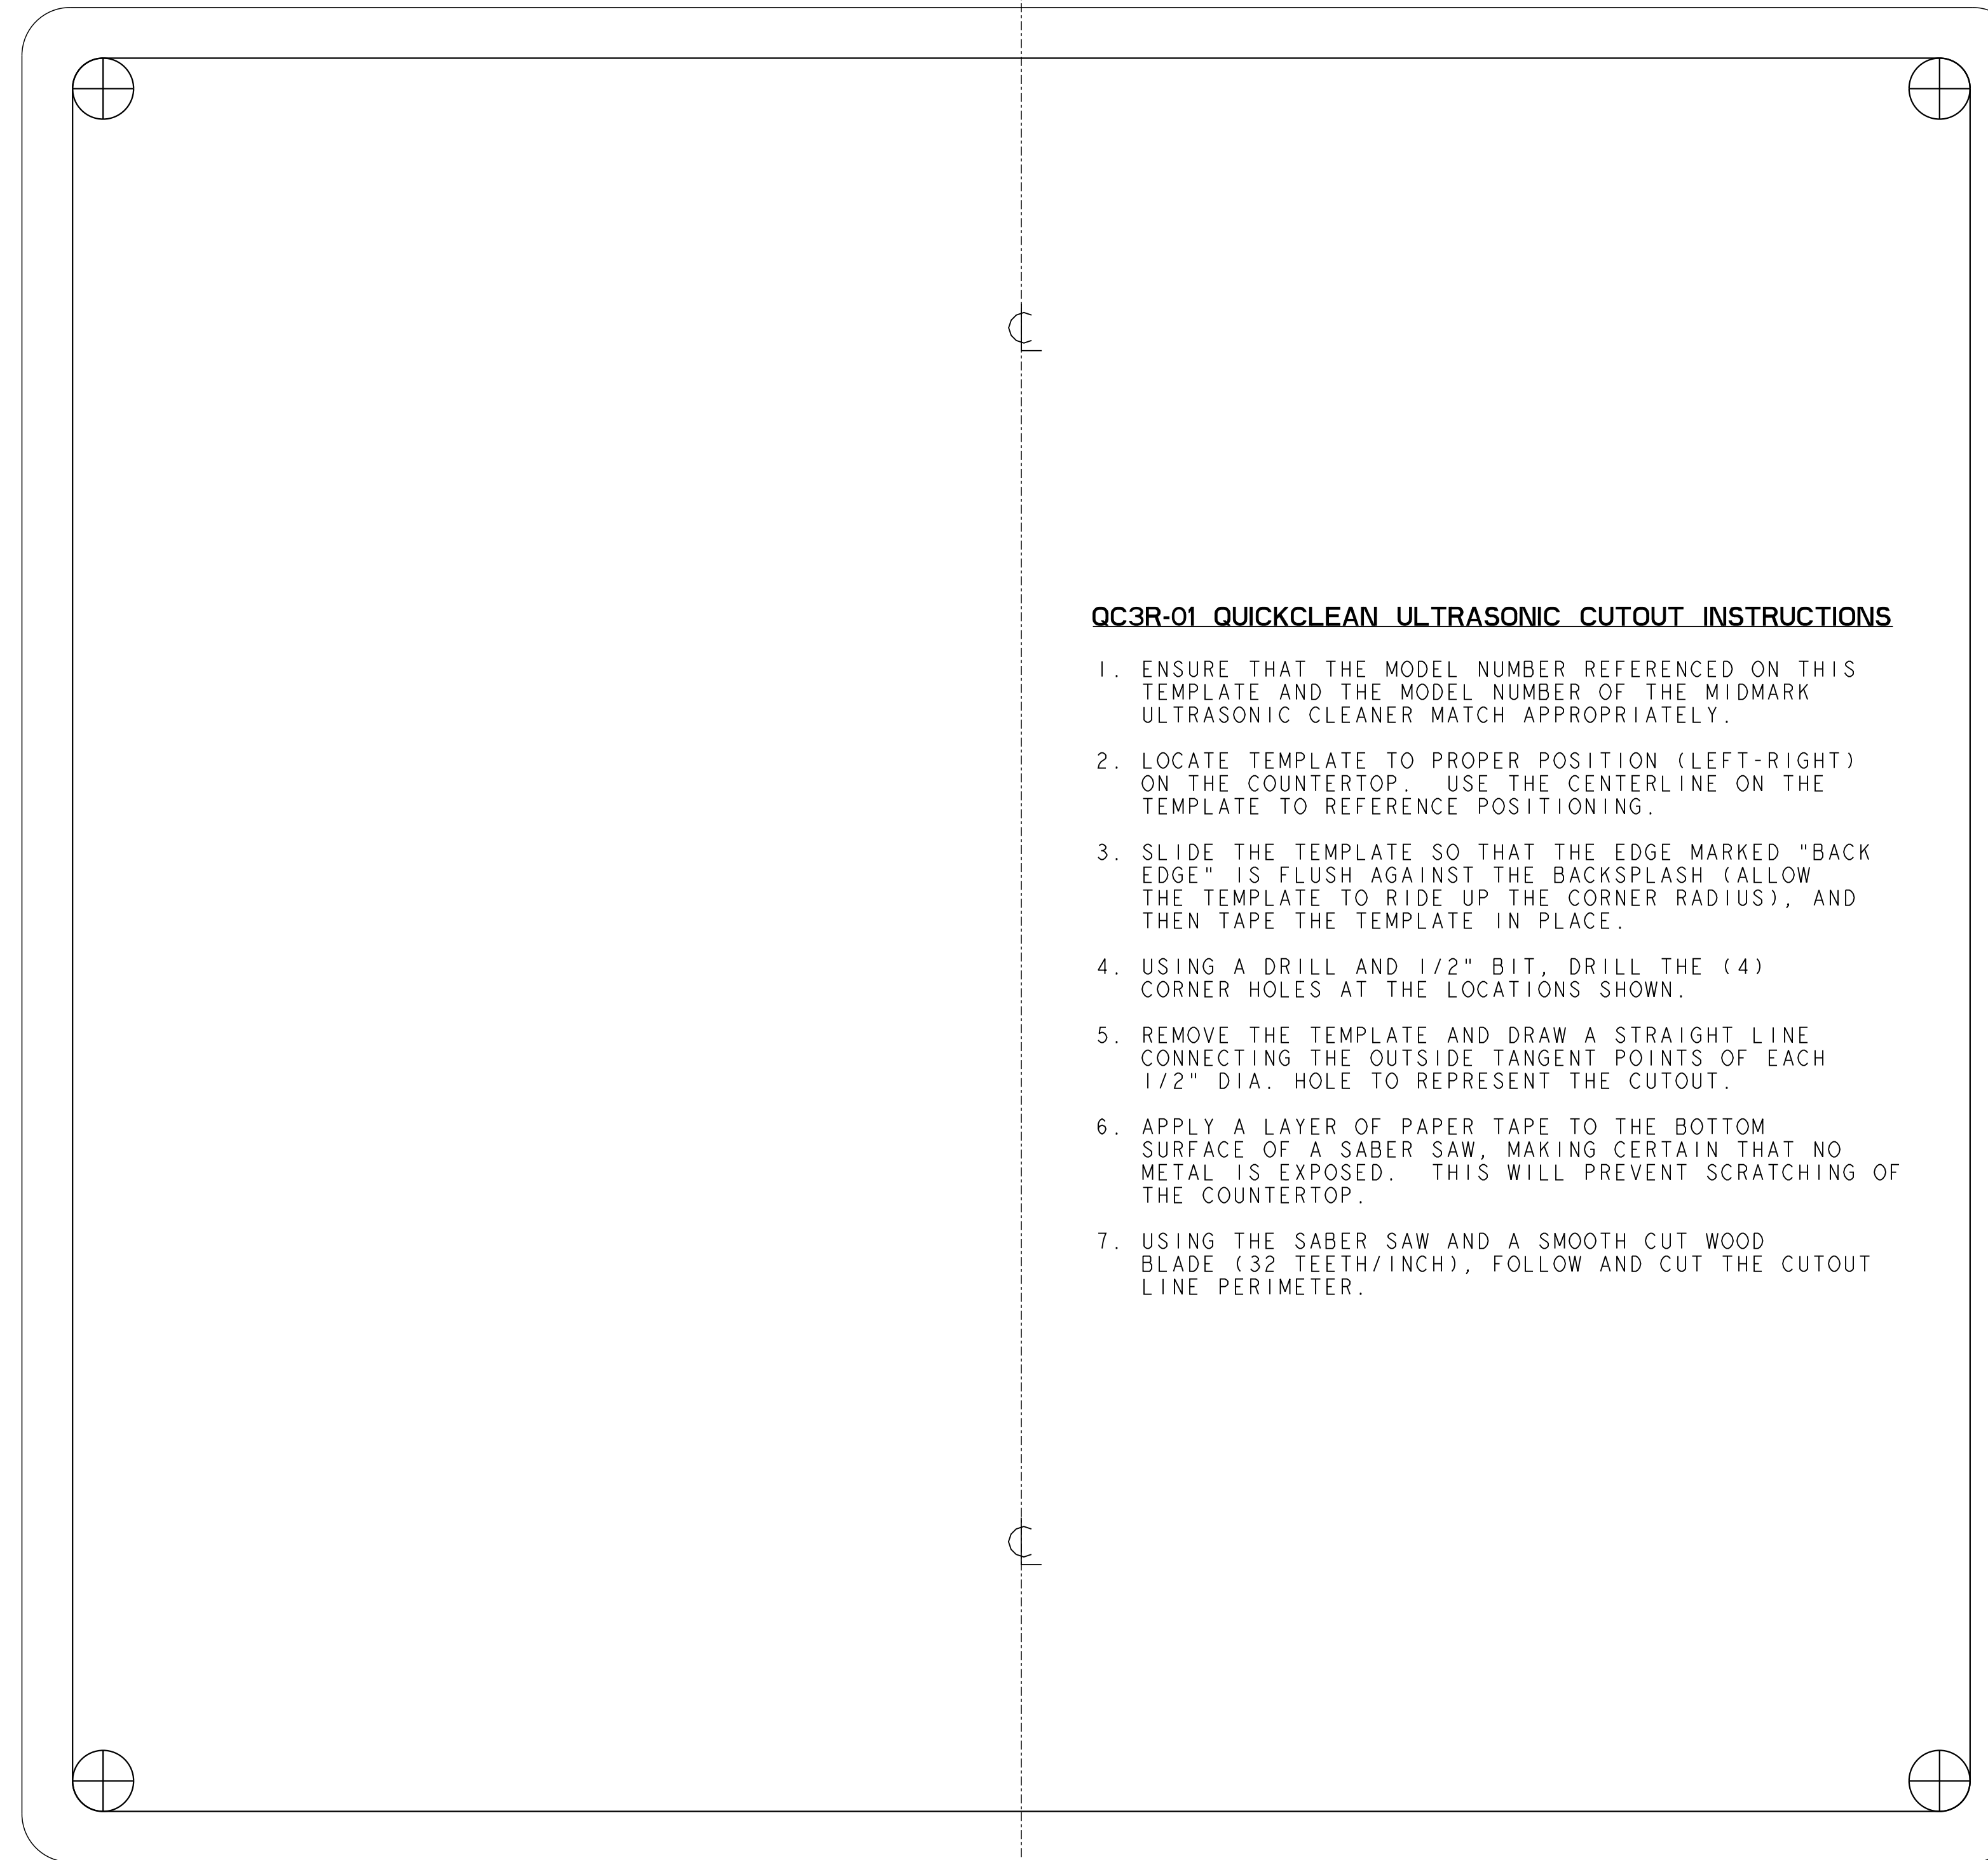 ℄
QC3R-01 QUICKCLEAN ULTRASONIC CUTOUT INSTRUCTIONS
1. ENSURE THAT THE MODEL NUMBER REFERENCED ON THIS
TEMPLATE AND THE MODEL NUMBER OF THE MIDMARK
ULTRASONIC CLEANER MATCH APPROPRIATELY.
2. LOCATE TEMPLATE TO PROPER POSITION (LEFT-RIGHT)
ON THE COUNTERTOP. USE THE CENTERLINE ON THE
TEMPLATE TO REFERENCE POSITIONING.
3. SLIDE THE TEMPLATE SO THAT THE EDGE MARKED "BACK
EDGE" IS FLUSH AGAINST THE BACKSPLASH (ALLOW
THE TEMPLATE TO RIDE UP THE CORNER RADIUS), AND
THEN TAPE THE TEMPLATE IN PLACE.
4. USING A DRILL AND 1/2" BIT, DRILL THE (4)
CORNER HOLES AT THE LOCATIONS SHOWN.
5. REMOVE THE TEMPLATE AND DRAW A STRAIGHT LINE
CONNECTING THE OUTSIDE TANGENT POINTS OF EACH
1/2" DIA. HOLE TO REPRESENT THE CUTOUT.
6. APPLY A LAYER OF PAPER TAPE TO THE BOTTOM
SURFACE OF A SABER SAW, MAKING CERTAIN THAT NO
METAL IS EXPOSED. THIS WILL PREVENT SCRATCHING OF
THE COUNTERTOP.
7. USING THE SABER SAW AND A SMOOTH CUT WOOD
BLADE (32 TEETH/INCH), FOLLOW AND CUT THE CUTOUT
LINE PERIMETER.
℄